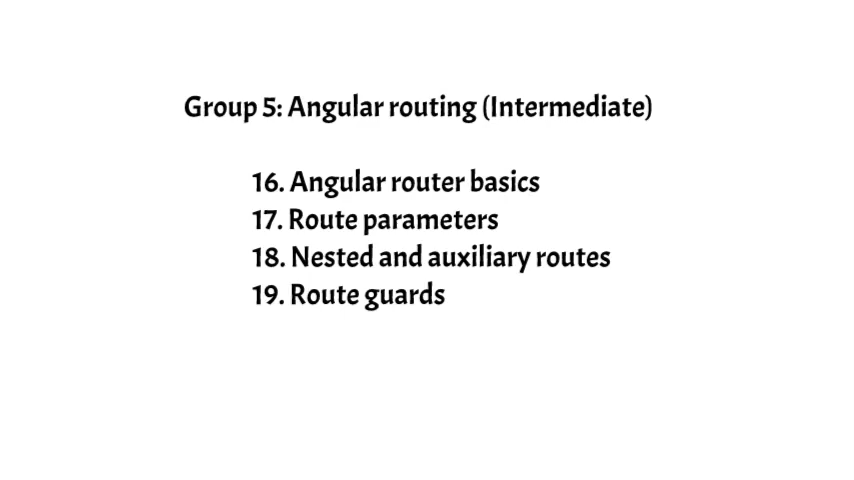 Group 5: Angular routing (Intermediate)
16. Angular router basics
17. Route parameters
18. Nested and auxiliary routes
19. Route guards